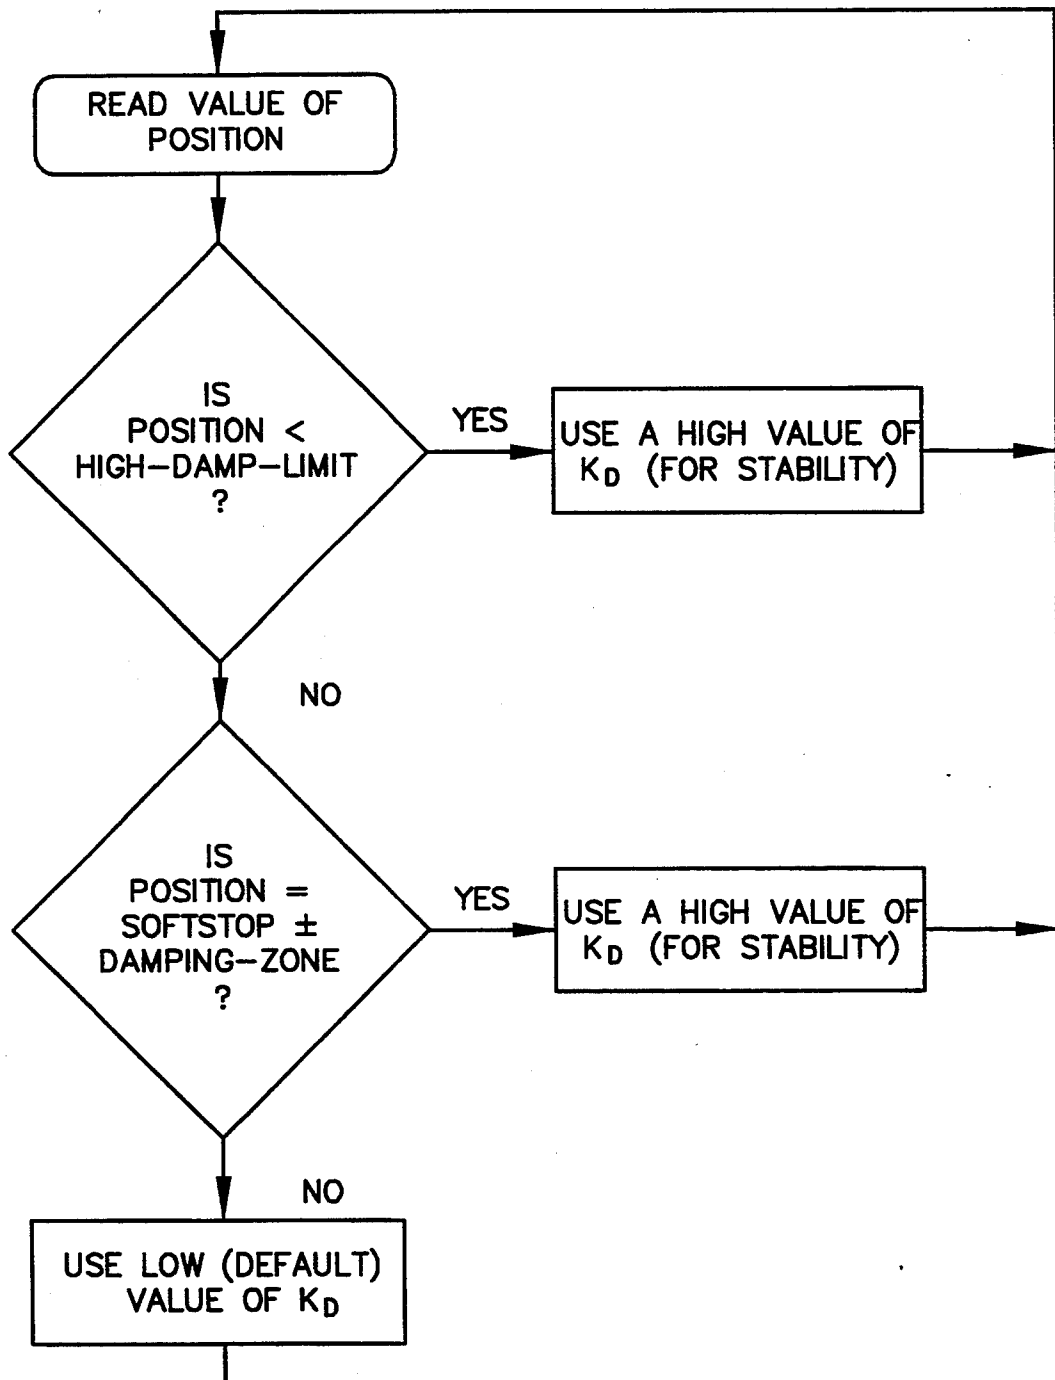 READ VALUE OF
POSITION
IS
POSITION <
HIGH-DAMP-LIMIT
?
YES
USE A HIGH VALUE OF
KD (FOR STABILITY)
NO
IS
POSITION =
SOFTSTOP ±
DAMPING-ZONE
?
YES
USE A HIGH VALUE OF
KD (FOR STABILITY)
NO
USE LOW (DEFAULT)
VALUE OF KD